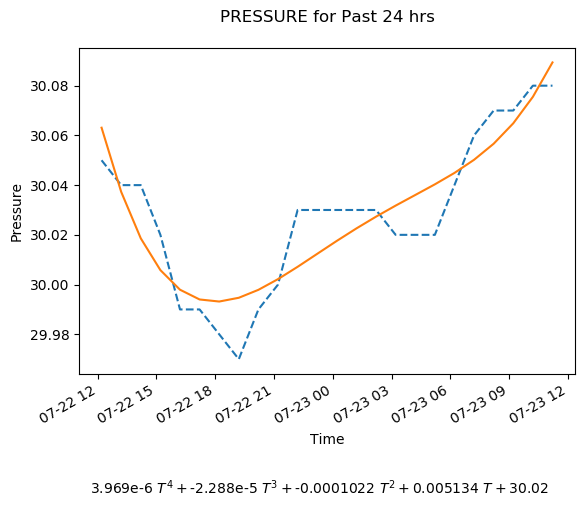 PRESSURE for Past 24 hrs
Pressure
30.08
30.06
30.04
30.02
30.00
29.98
07-22 12 07-22 15 07-22 18 07-22 21 07-23 00 07-23 03 07-23 06 07-23 09 07-23 12
Time
3.969e-6 T⁴ + -2.288e-5 T³ + -0.0001022 T² + 0.005134 T + 30.02